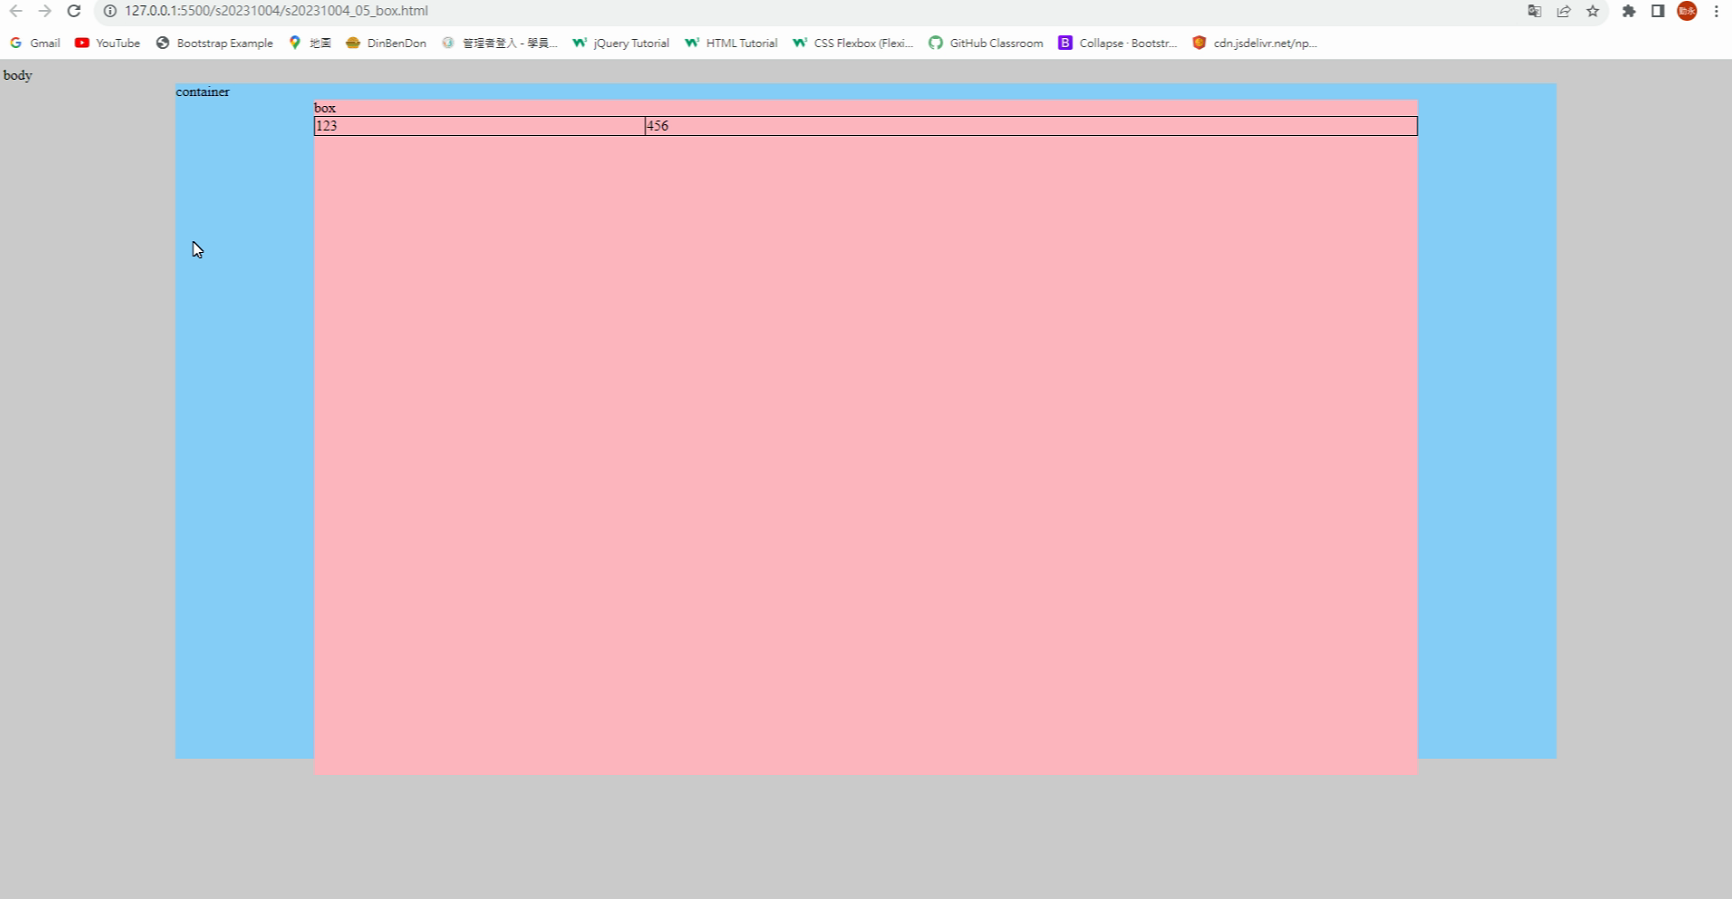 127.0.0.1:5500/s20231004/s20231004_05_box.html
Gmail YouTube Bootstrap Example 地圖 DinBenDon 管理者登入 - 學員... jQuery Tutorial HTML Tutorial CSS Flexbox (Flexi... GitHub Classroom Collapse · Bootstr... cdn.jsdelivr.net/np...
body
container
box
123 456